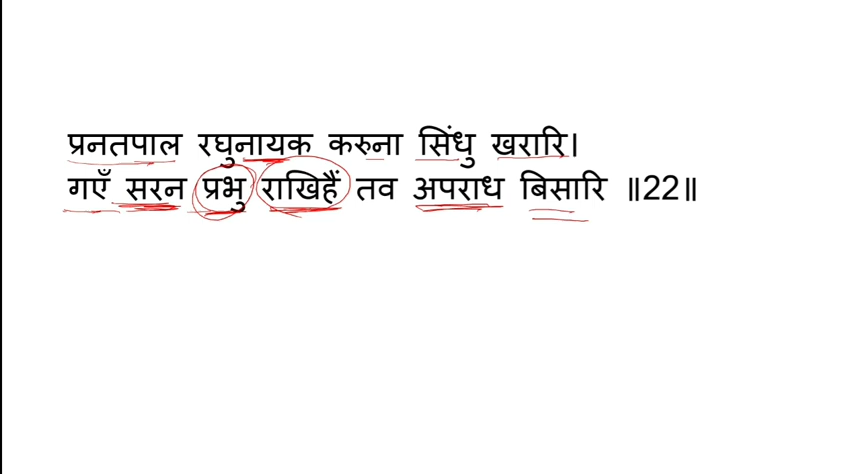 प्रनतपाल रघुनायक करुना सिंधु खरारि।
गएँ सरन प्रभु राखिहैं तव अपराध बिसारि ॥22॥